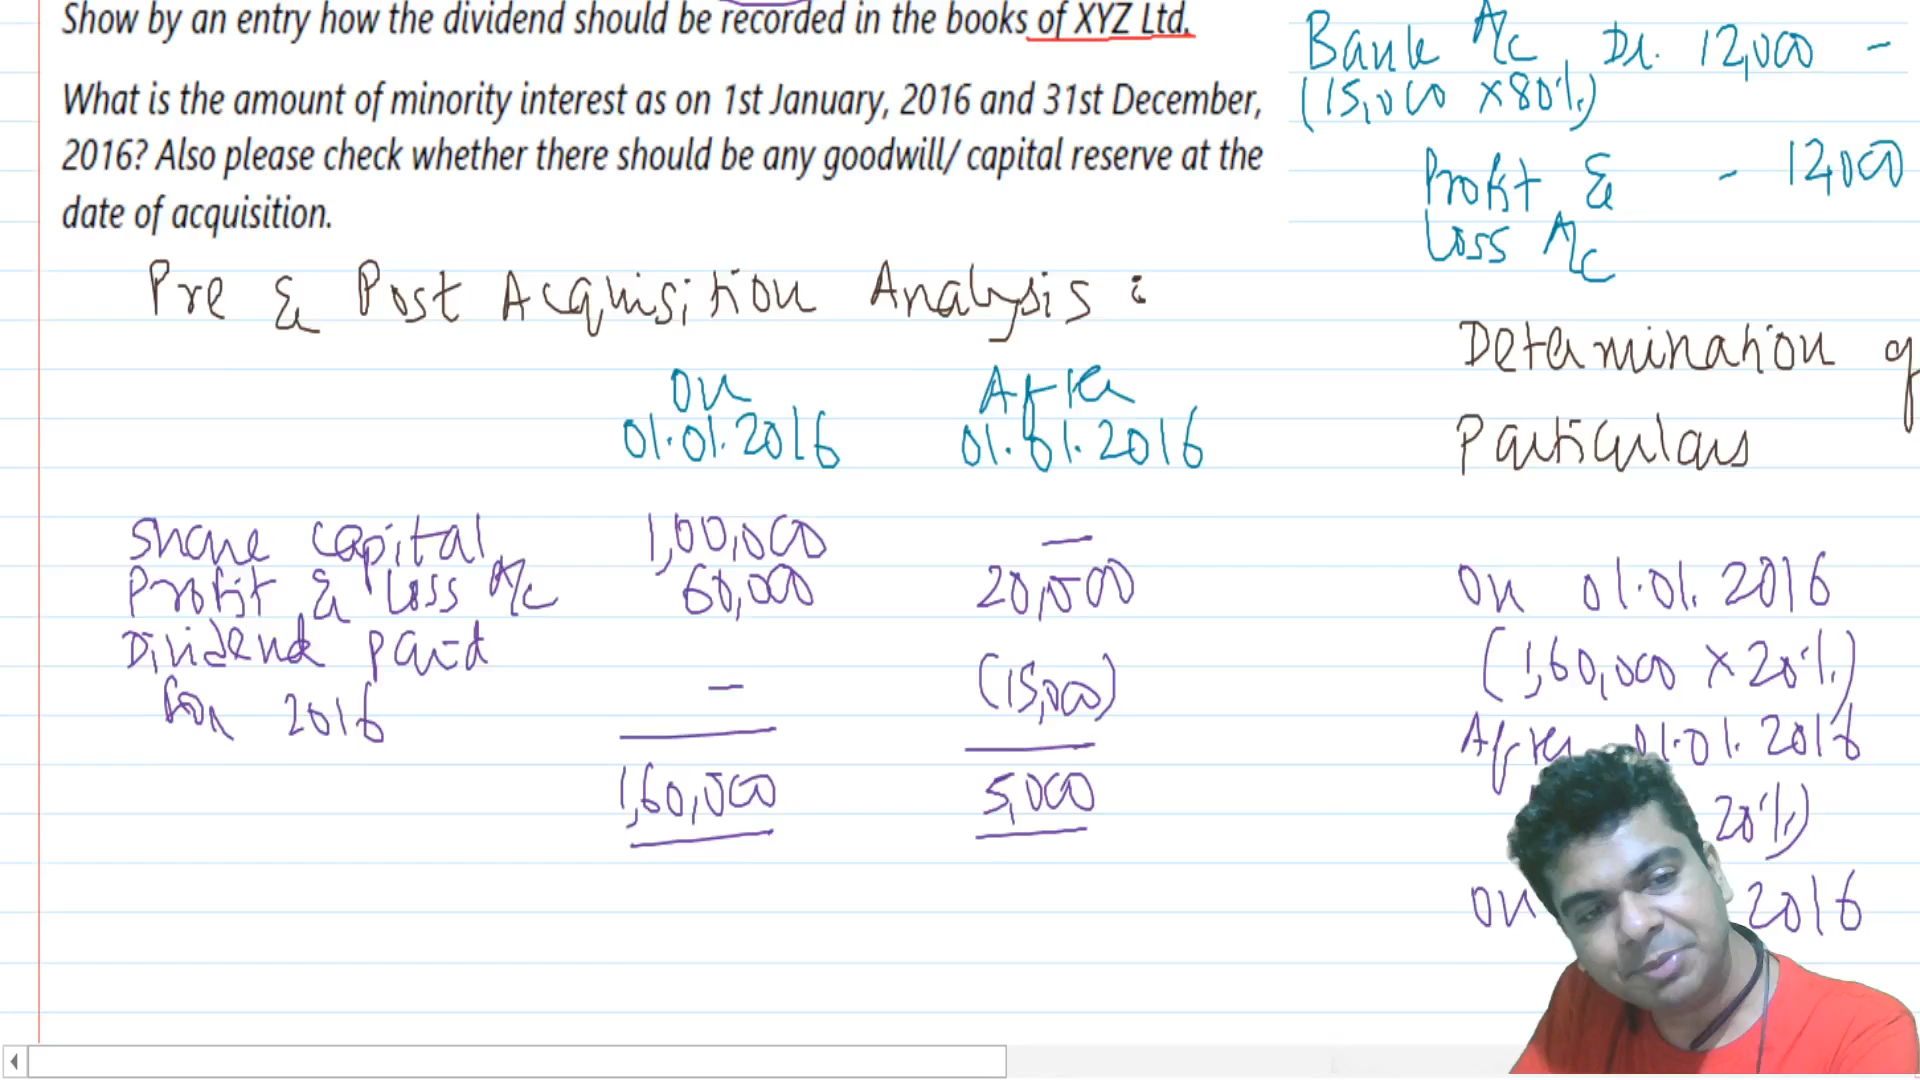 Show by an entry how the dividend should be recorded in the books of XYZ Ltd.
What is the amount of minority interest as on 1st January, 2016 and 31st December,
2016? Also please check whether there should be any goodwill/ capital reserve at the
date of acquisition.
Bank A/c Dr. 12,000 -
(15,000 x 80%)
Profit & - 12,000
Loss A/c
Pre & Post Acquisition Analysis :
On After
01.01.2016 01.01.2016
Share capital 1,00,000 —
Profit & Loss A/c 60,000 20,000
Dividend paid
for 2016 — (15,000)
1,60,000 5,000
Determination of
Particulars
On 01.01.2016
(1,60,000 x 20%)
After 01.01.2016
20%)
On 2016